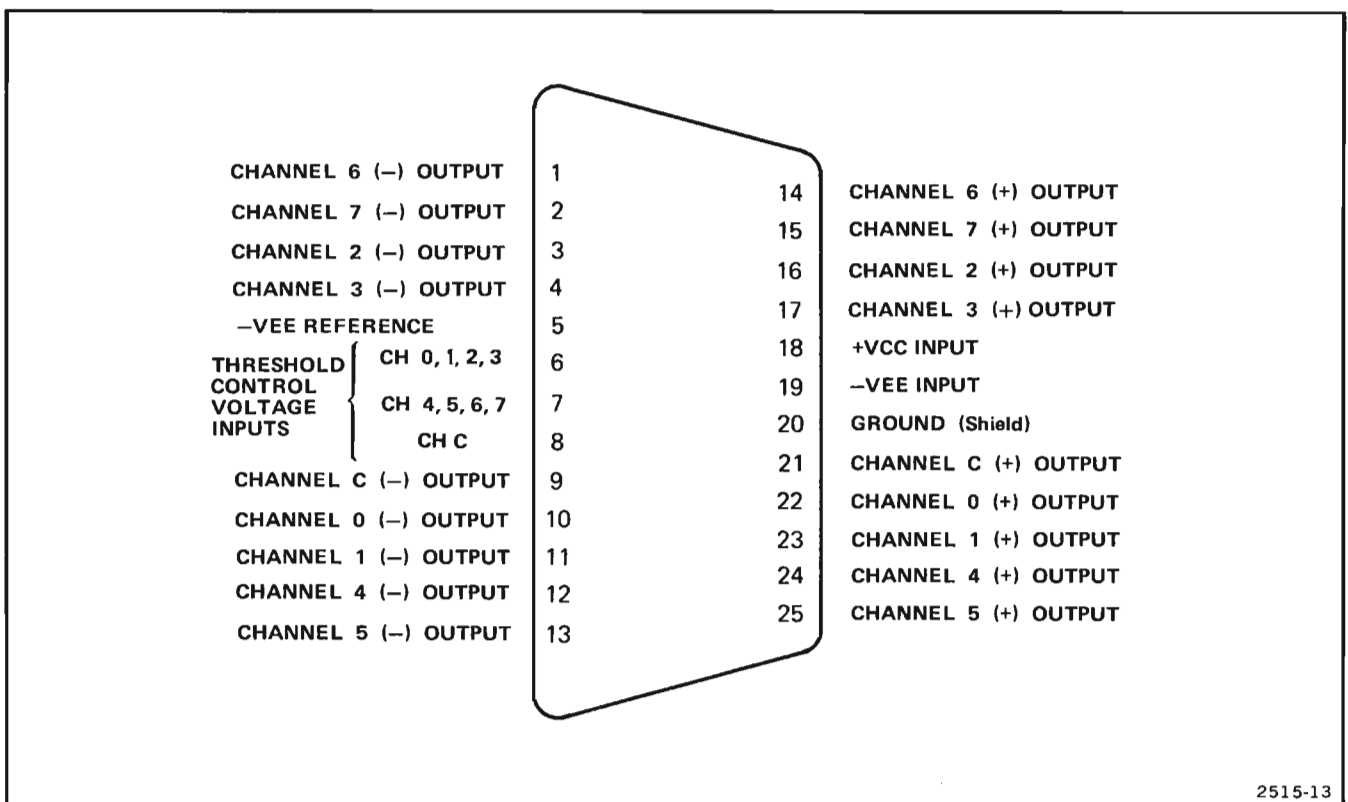 CHANNEL 6 (–) OUTPUT 1
CHANNEL 7 (–) OUTPUT 2
CHANNEL 2 (–) OUTPUT 3
CHANNEL 3 (–) OUTPUT 4
–VEE REFERENCE 5
THRESHOLD
CONTROL
VOLTAGE
INPUTS
CH 0, 1, 2, 3 6
CH 4, 5, 6, 7 7
CH C 8
CHANNEL C (–) OUTPUT 9
CHANNEL 0 (–) OUTPUT 10
CHANNEL 1 (–) OUTPUT 11
CHANNEL 4 (–) OUTPUT 12
CHANNEL 5 (–) OUTPUT 13
14 CHANNEL 6 (+) OUTPUT
15 CHANNEL 7 (+) OUTPUT
16 CHANNEL 2 (+) OUTPUT
17 CHANNEL 3 (+) OUTPUT
18 +VCC INPUT
19 –VEE INPUT
20 GROUND (Shield)
21 CHANNEL C (+) OUTPUT
22 CHANNEL 0 (+) OUTPUT
23 CHANNEL 1 (+) OUTPUT
24 CHANNEL 4 (+) OUTPUT
25 CHANNEL 5 (+) OUTPUT
2515-13